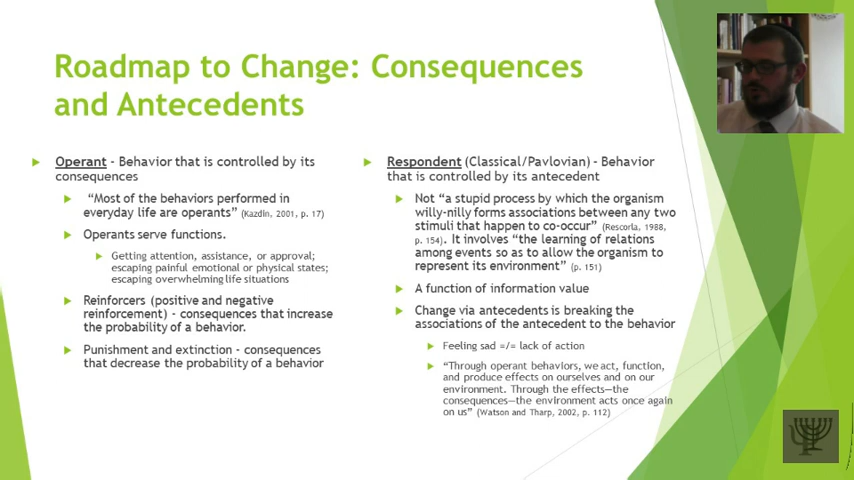 Roadmap to Change: Consequences
and Antecedents
Operant - Behavior that is controlled by its
consequences
“Most of the behaviors performed in
everyday life are operants” (Kazdin, 2001, p. 17)
Operants serve functions.
Getting attention, assistance, or approval;
escaping painful emotional or physical states;
escaping overwhelming life situations
Reinforcers (positive and negative
reinforcement) - consequences that increase
the probability of a behavior.
Punishment and extinction - consequences
that decrease the probability of a behavior
Respondent (Classical/Pavlovian) - Behavior
that is controlled by its antecedent
Not “a stupid process by which the organism
willy-nilly forms associations between any two
stimuli that happen to co-occur” (Rescorla, 1988,
p. 154). It involves “the learning of relations
among events so as to allow the organism to
represent its environment” (p. 151)
A function of information value
Change via antecedents is breaking the
associations of the antecedent to the behavior
Feeling sad =/= lack of action
“Through operant behaviors, we act, function,
and produce effects on ourselves and on our
environment. Through the effects—the
consequences—the environment acts once again
on us” (Watson and Tharp, 2002, p. 112)